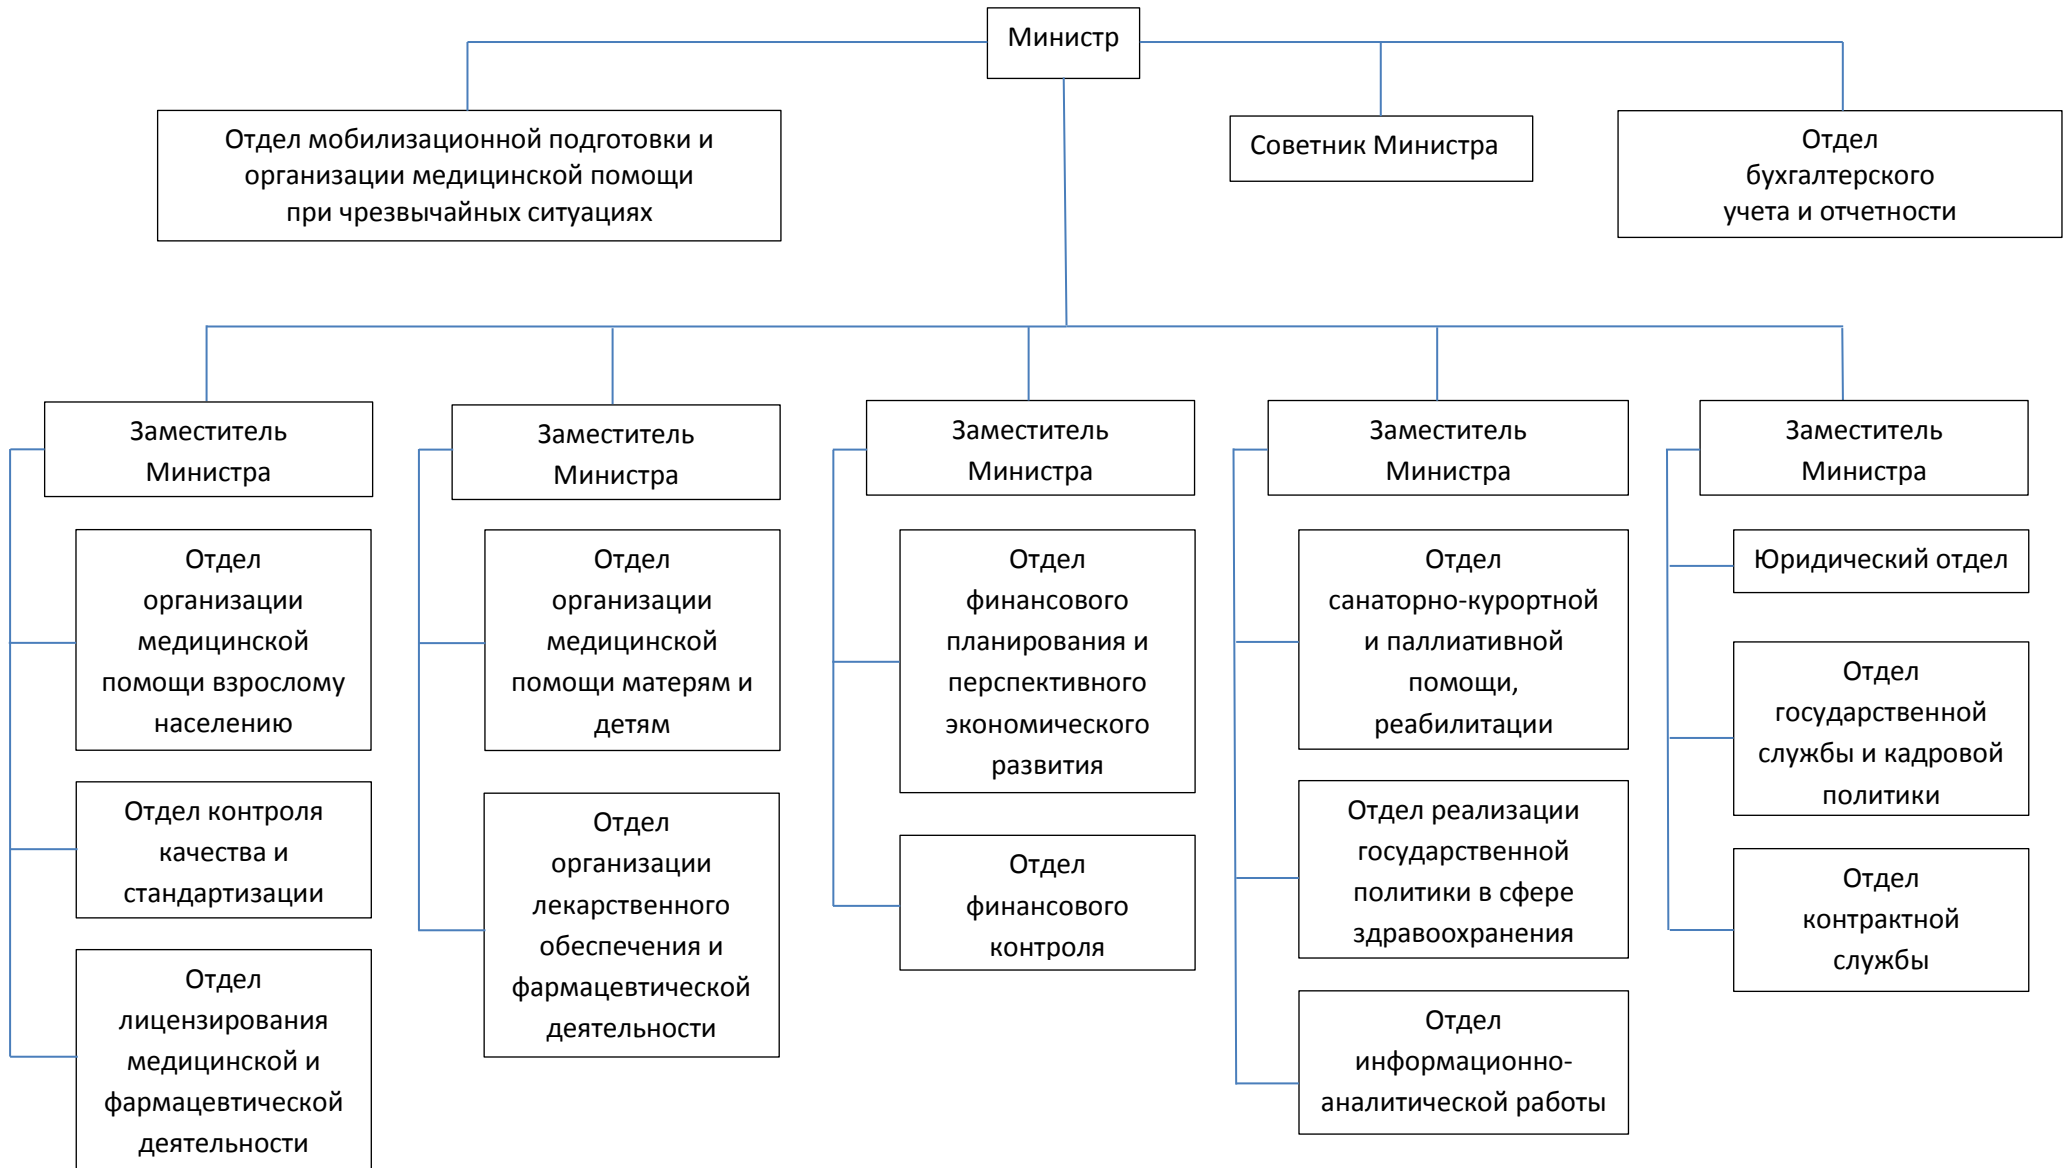 Министр
Отдел мобилизационной подготовки и
организации медицинской помощи
при чрезвычайных ситуациях
Советник Министра
Отдел
бухгалтерского
учета и отчетности
Заместитель
Министра
Отдел
организации
медицинской
помощи взрослому
населению
Отдел контроля
качества и
стандартизации
Отдел
лицензирования
медицинской и
фармацевтической
деятельности
Заместитель
Министра
Отдел
организации
медицинской
помощи матерям и
детям
Отдел
организации
лекарственного
обеспечения и
фармацевтической
деятельности
Заместитель
Министра
Отдел
финансового
планирования и
перспективного
экономического
развития
Отдел
финансового
контроля
Заместитель
Министра
Отдел
санаторно-курортной
и паллиативной
помощи,
реабилитации
Отдел реализации
государственной
политики в сфере
здравоохранения
Отдел
информационно-
аналитической работы
Заместитель
Министра
Юридический отдел
Отдел
государственной
службы и кадровой
политики
Отдел
контрактной
службы